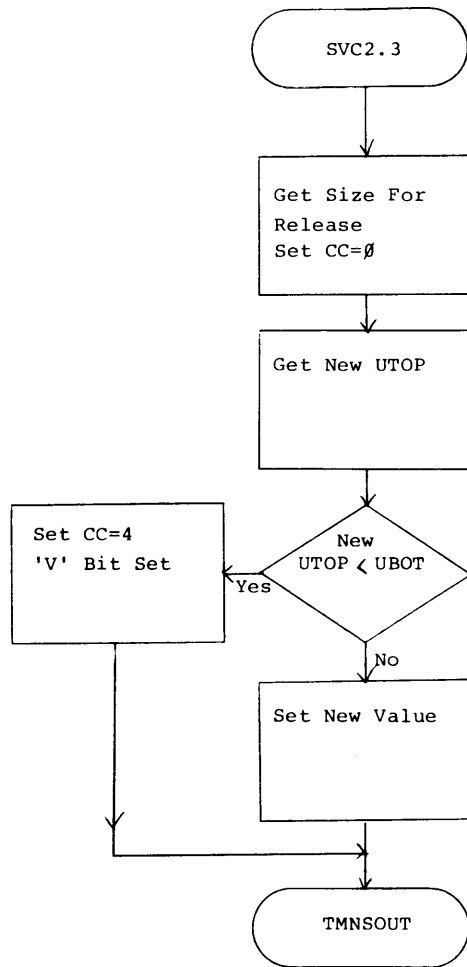 SVC2.3
Get Size For
Release
Set CC=Ø
Get New UTOP
New
UTOP < UBOT
Yes
Set CC=4
'V' Bit Set
No
Set New Value
TMNSOUT